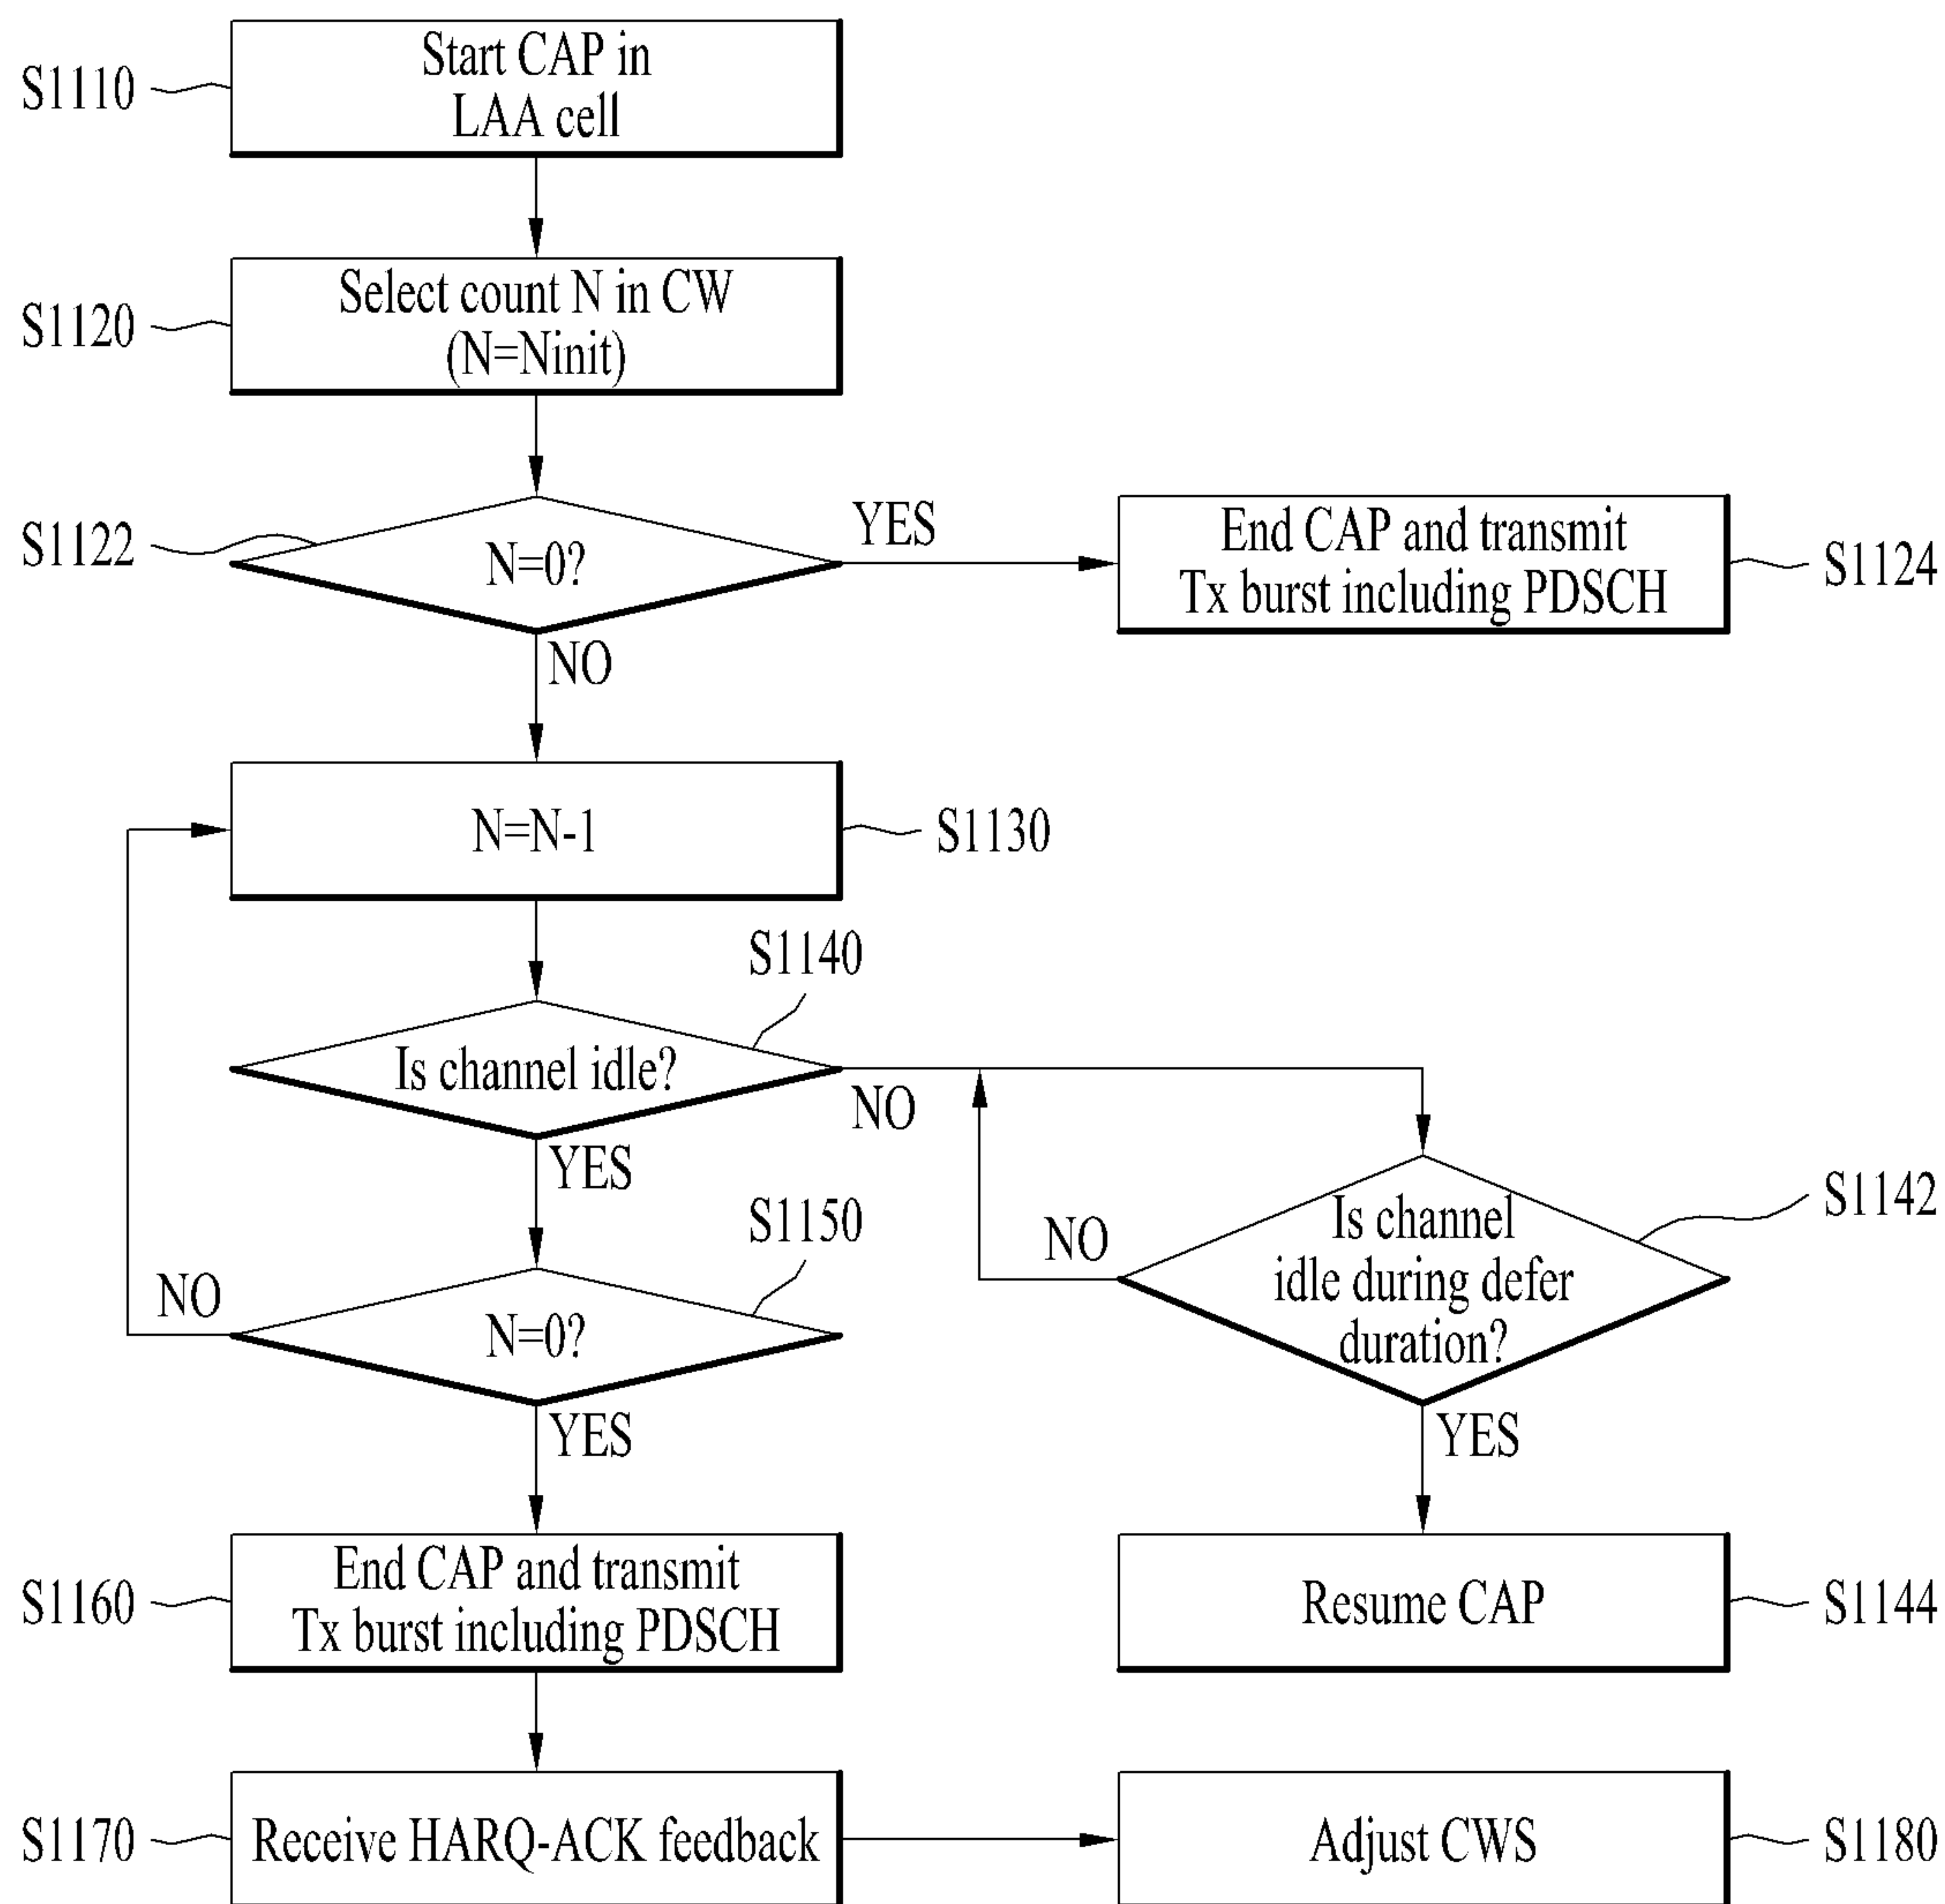 S1110
Start CAP in
LAA cell
S1120
Select count N in CW
(N=Ninit)
S1122
N=0?
YES
End CAP and transmit
Tx burst including PDSCH
S1124
NO
N=N-1
S1130
S1140
Is channel idle?
NO
YES
S1142
Is channel
idle during defer
duration?
NO
S1150
NO
N=0?
YES
YES
S1160
End CAP and transmit
Tx burst including PDSCH
Resume CAP
S1144
S1170
Receive HARQ-ACK feedback
Adjust CWS
S1180